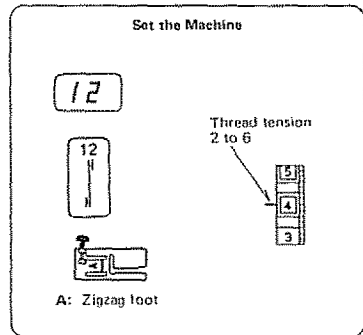 Set the Machine
12
12
Thread tension
2 to 6
5
4
3
A
A: Zigzag foot